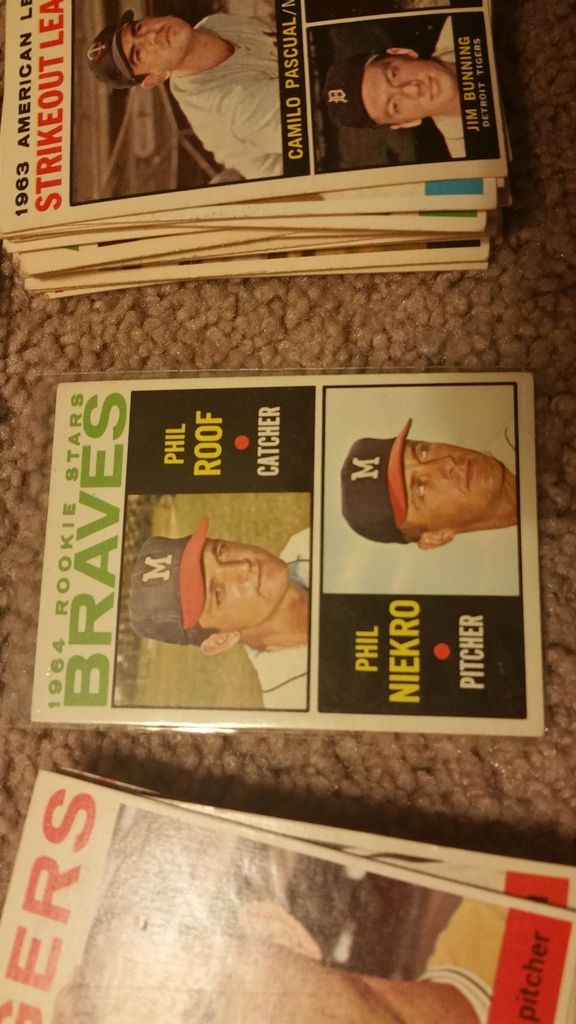 1963 AMERICAN LE
STRIKEOUT LEA
CAMILO PASCUAL/
JIM BUNNING
DETROIT TIGERS
1964 ROOKIE STARS
BRAVES
PHIL
ROOF
CATCHER
M
M
PHIL
NIEKRO
PITCHER
GERS
pitcher